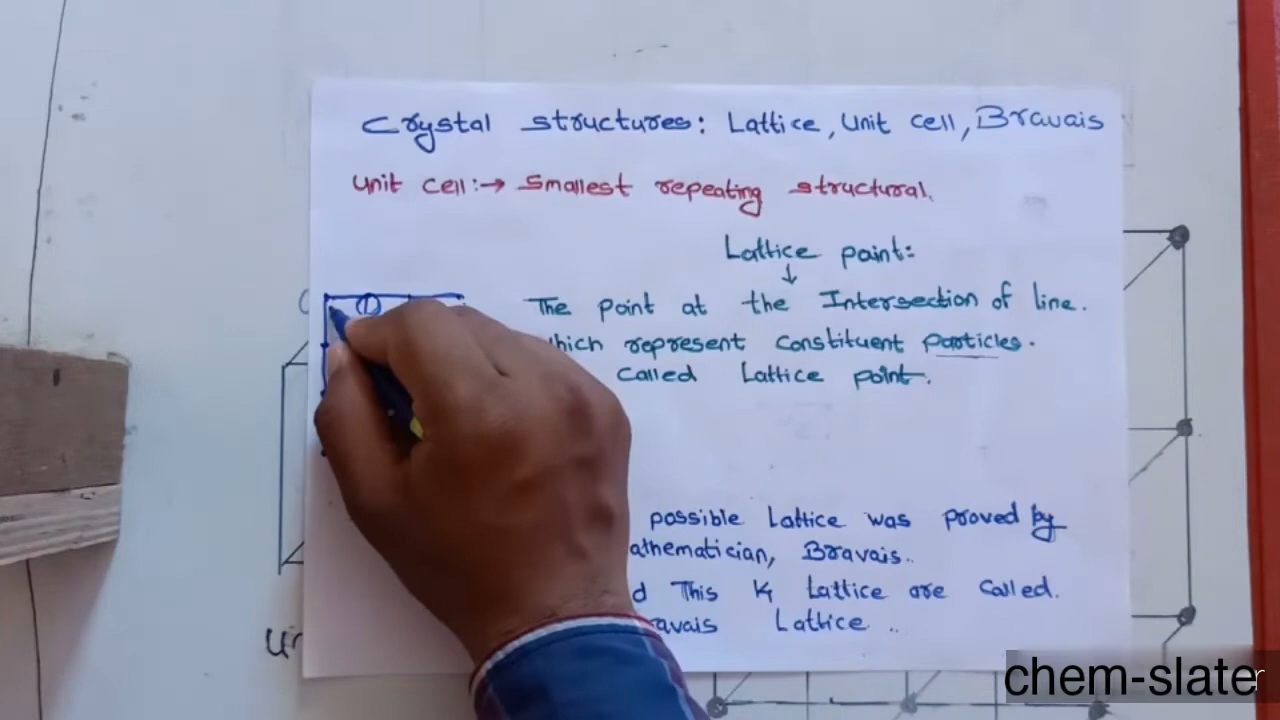 Crystal structures: Lattice, Unit cell, Bravais
Unit cell:→ Smallest repeating structural.
Lattice point:
↓
①
The point at the Intersection of line.
which represent constituent particles.
called Lattice point.
possible Lattice was proved by
athematician, Bravais..
d This 14 Lattice are called.
avais Lattice ..
chem-slater